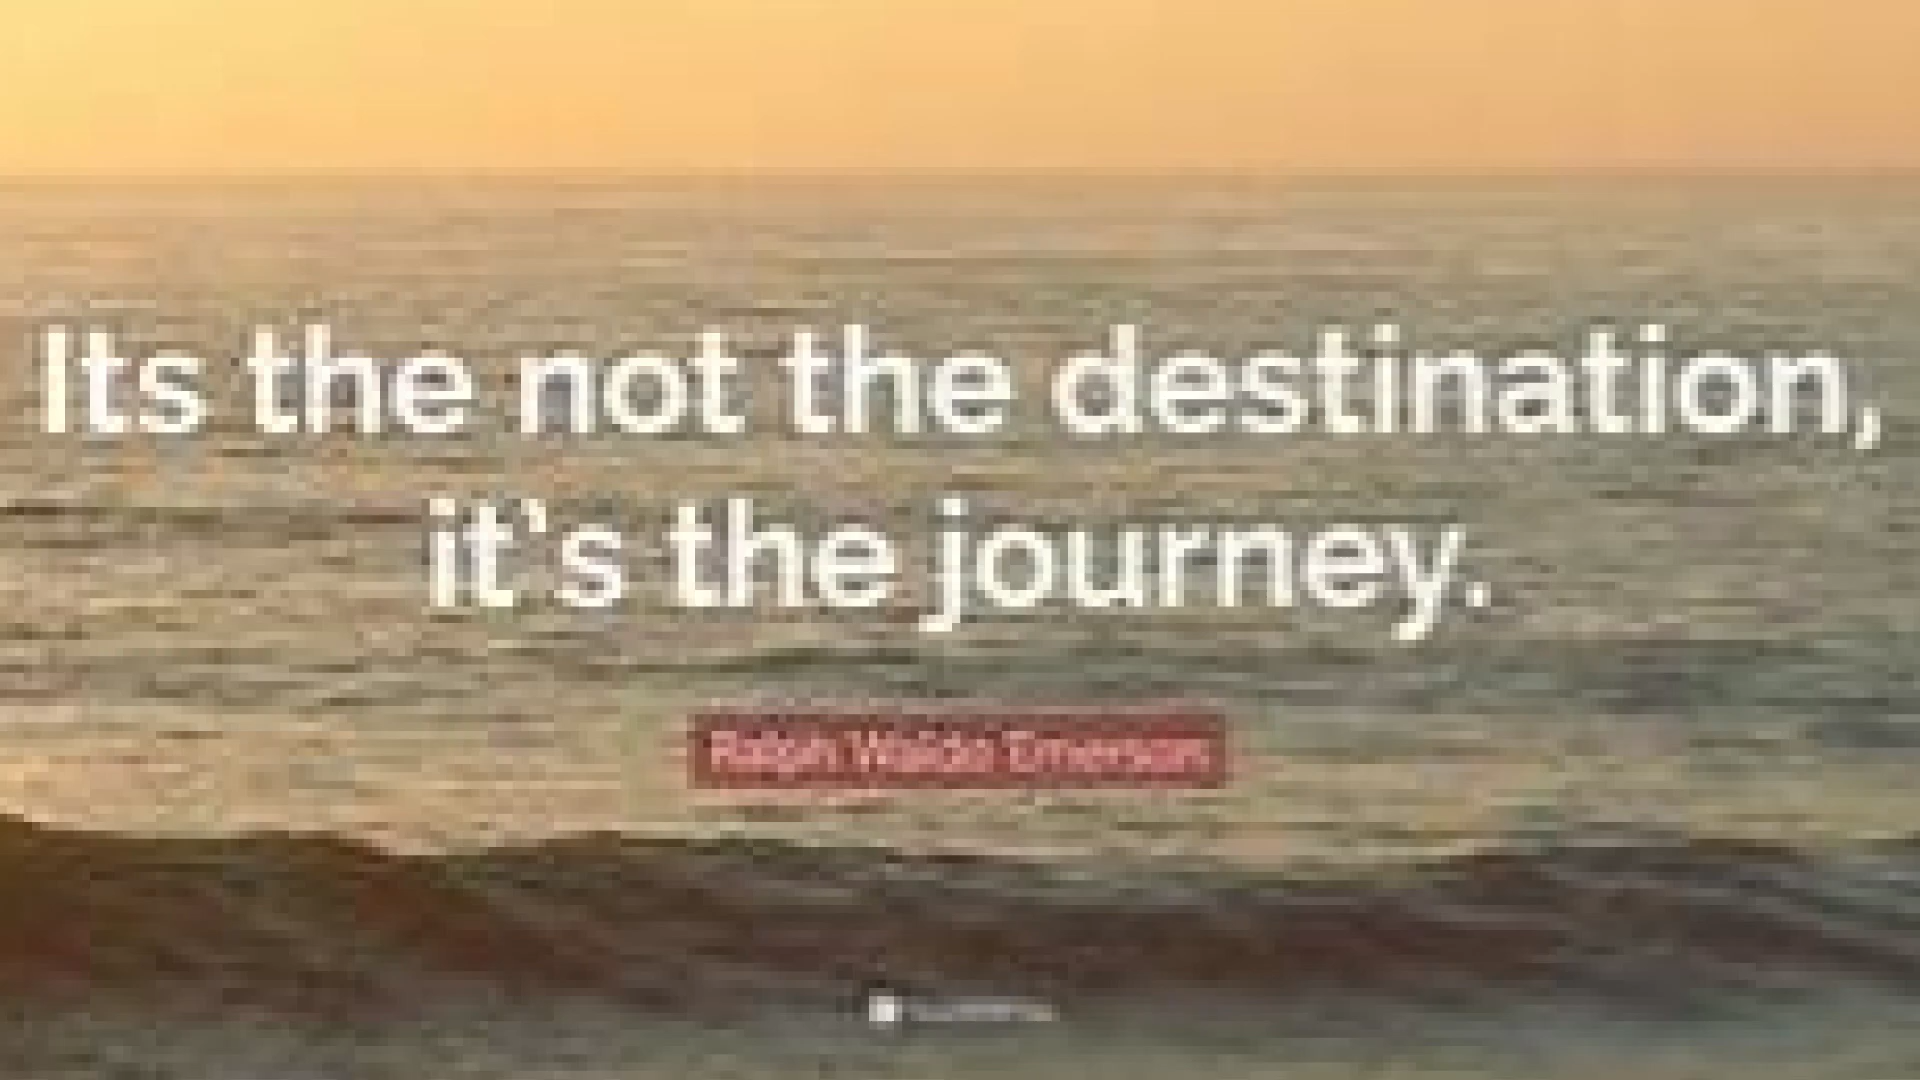 Its the not the destination,
it's the journey.
Ralph Waldo Emerson